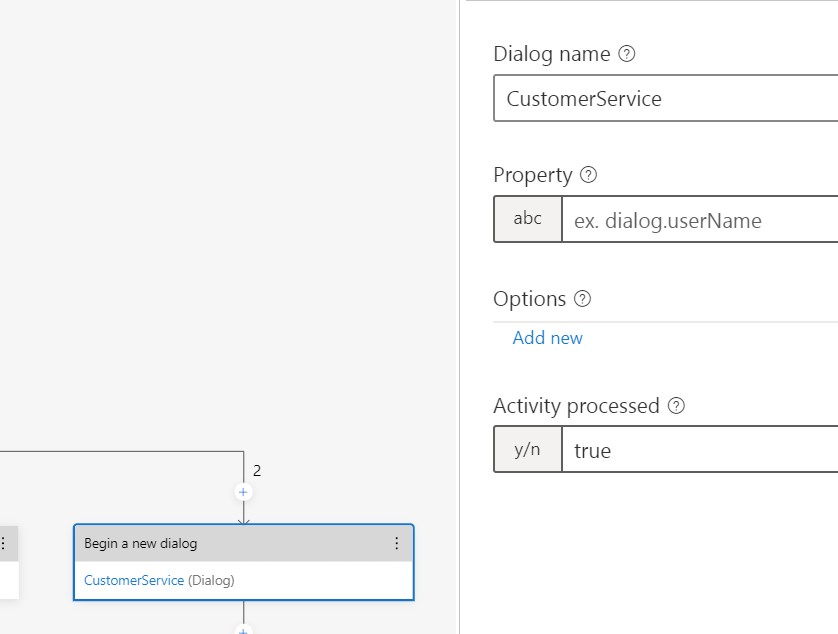 Dialog name
CustomerService
Property
abc
ex. dialog.userName
Options
Add new
Activity processed
y/n
true
2
Begin a new dialog
CustomerService (Dialog)